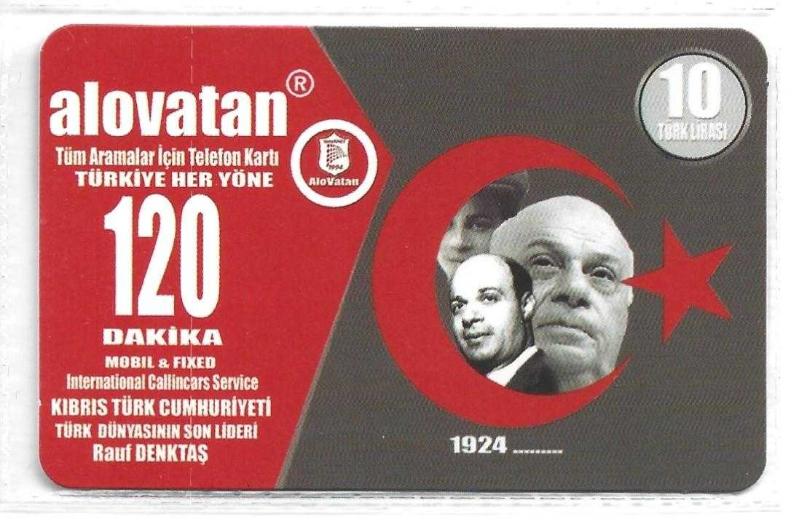 alovatan®
Tüm Aramalar İçin Telefon Kartı
TÜRKİYE HER YÖNE
120
DAKİKA
MOBIL & FIXED
International Callincars Service
KIBRIS TÜRK CUMHURİYETİ
TÜRK DÜNYASININ SON LİDERİ
Rauf DENKTAŞ
AloVatan
10
TÜRK LİRASI
1924 .........